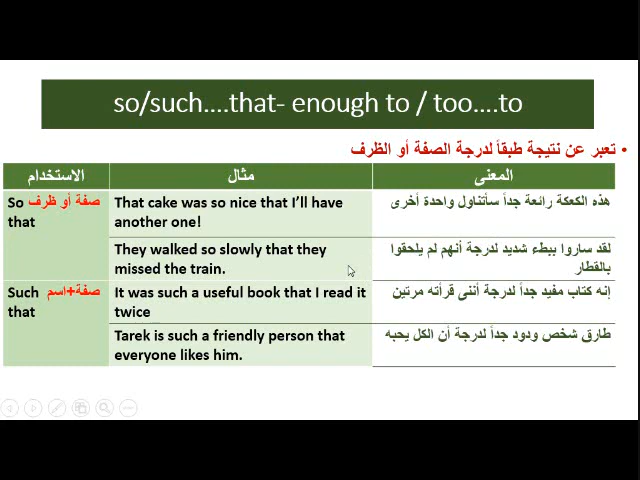 so/such....that- enough to / too....to
• تعبر عن نتيجة طبقاً لدرجة الصفة أو الظرف
الاستخدام
مثال
المعنى
So صفة أو ظرف
that
That cake was so nice that I'll have
another one!
هذه الكعكة رائعة جداً سأتناول واحدة أخرى
They walked so slowly that they
missed the train.
لقد ساروا ببطء شديد لدرجة أنهم لم يلحقوا
بالقطار
Such صفة+اسم
that
It was such a useful book that I read it
twice
إنه كتاب مفيد جداً لدرجة أننى قرأته مرتين
Tarek is such a friendly person that
everyone likes him.
طارق شخص ودود جداً لدرجة أن الكل يحبه